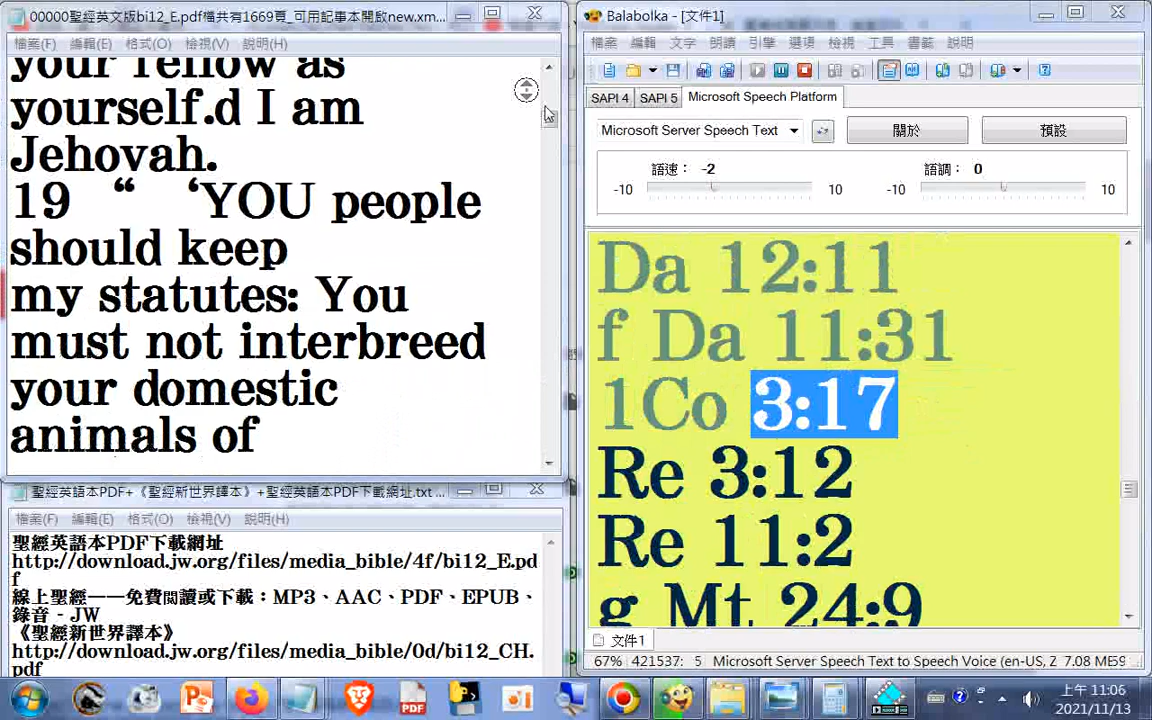 00000聖經英文版bi12_E.pdf檔共有1669頁_可用記事本開啟new.xm...
檔案(F) 編輯(E) 格式(O) 檢視(V) 說明(H)
your fellow as
yourself.d I am
Jehovah.
19 “ ‘YOU people
should keep
my statutes: You
must not interbreed
your domestic
animals of
聖經英語本PDF+《聖經新世界譯本》+聖經英語本PDF下載網址.txt ...
檔案(F) 編輯(E) 格式(O) 檢視(V) 說明(H)
聖經英語本PDF下載網址
http://download.jw.org/files/media_bible/4f/bi12_E.pd
f
線上聖經——免費閱讀或下載：MP3、AAC、PDF、EPUB、
錄音 - JW
《聖經新世界譯本》
http://download.jw.org/files/media_bible/0d/bi12_CH.
pdf
Balabolka - [文件1]
檔案 編輯 文字 朗讀 引擎 選項 檢視 工具 書籤 說明
SAPI 4 SAPI 5 Microsoft Speech Platform
Microsoft Server Speech Text 關於 預設
語速： -2 語調： 0
-10 10 -10 10
Da 12:11
f Da 11:31
1Co 3:17
Re 3:12
Re 11:2
g Mt 24:9
文件1
67% 421537: 5 Microsoft Server Speech Text to Speech Voice (en-US, Z 7.08 ME59
PDF
上午 11:06
2021/11/13